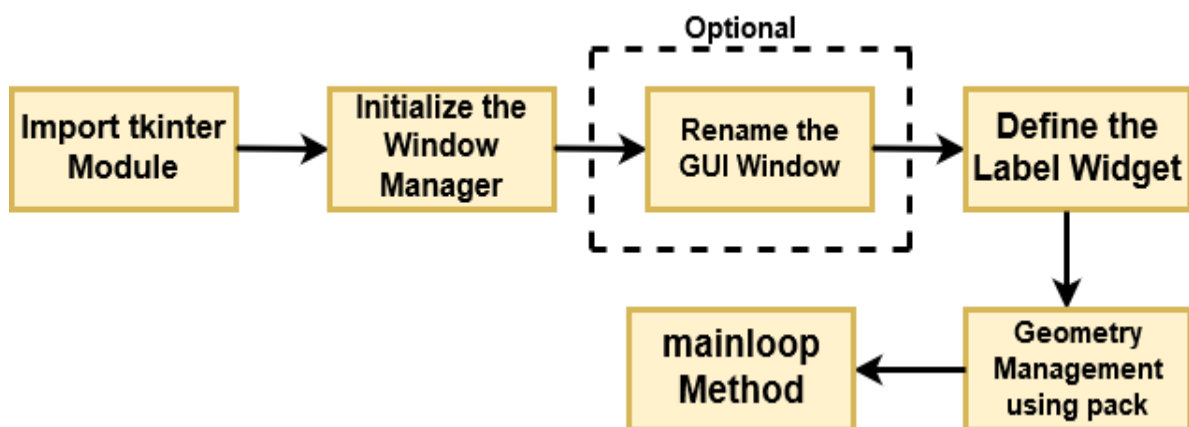 Optional
Import tkinter
Module
Initialize the
Window
Manager
Rename the
GUI Window
Define the
Label Widget
Geometry
Management
using pack
mainloop
Method